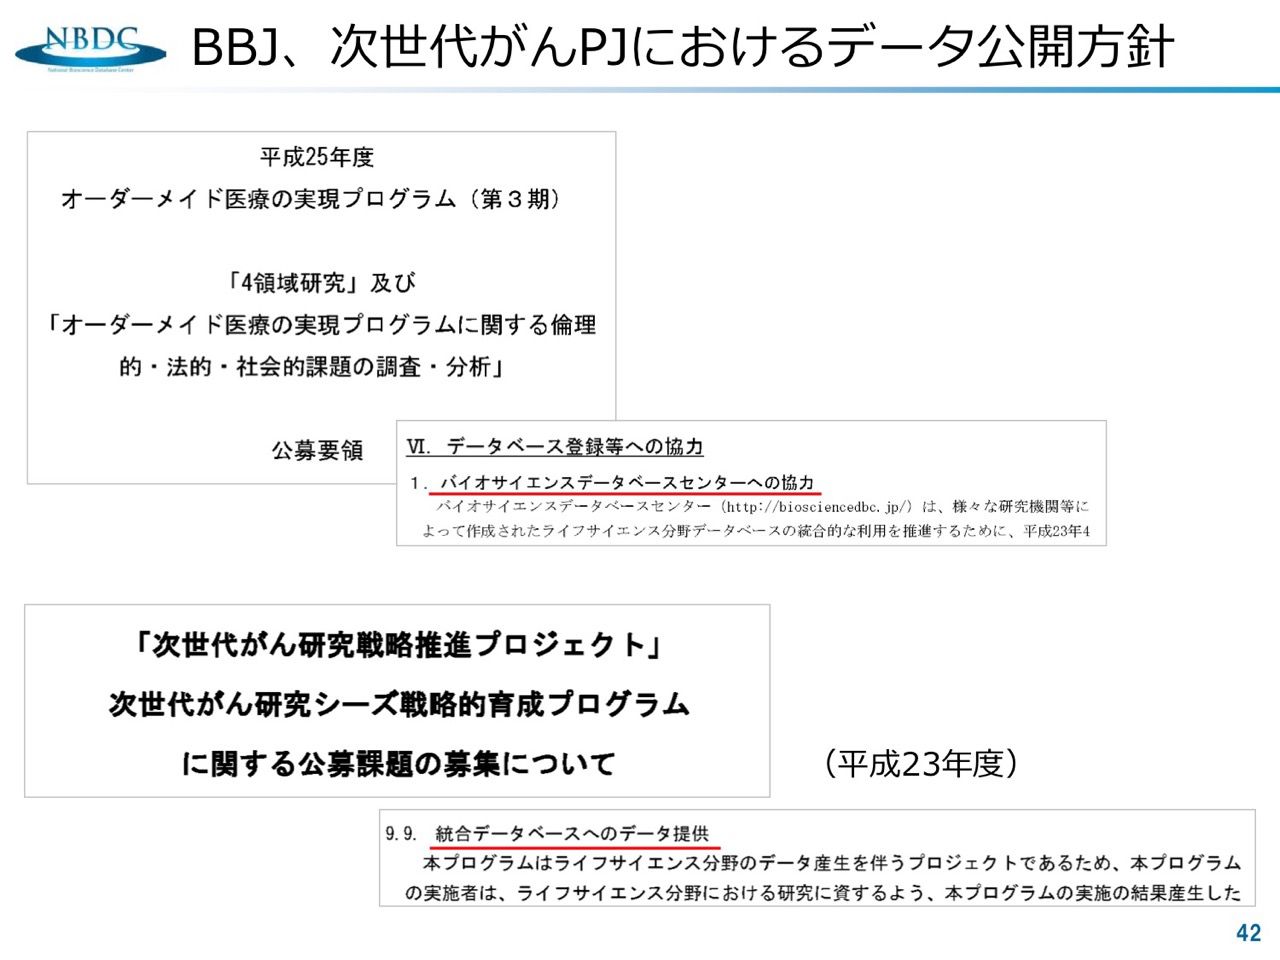 NBDC
National Bioscience Database Center
BBJ、次世代がんPJにおけるデータ公開方針
平成25年度
オーダーメイド医療の実現プログラム（第３期）
「4領域研究」及び
「オーダーメイド医療の実現プログラムに関する倫理
的・法的・社会的課題の調査・分析」
公募要領
Ⅵ．データベース登録等への協力
１．バイオサイエンスデータベースセンターへの協力
バイオサイエンスデータベースセンター（http://biosciencedbc.jp/）は、様々な研究機関等に
よって作成されたライフサイエンス分野データベースの統合的な利用を推進するために、平成23年4
「次世代がん研究戦略推進プロジェクト」
次世代がん研究シーズ戦略的育成プログラム
に関する公募課題の募集について
（平成23年度）
9.9. 統合データベースへのデータ提供
本プログラムはライフサイエンス分野のデータ産生を伴うプロジェクトであるため、本プログラム
の実施者は、ライフサイエンス分野における研究に資するよう、本プログラムの実施の結果産生した
42